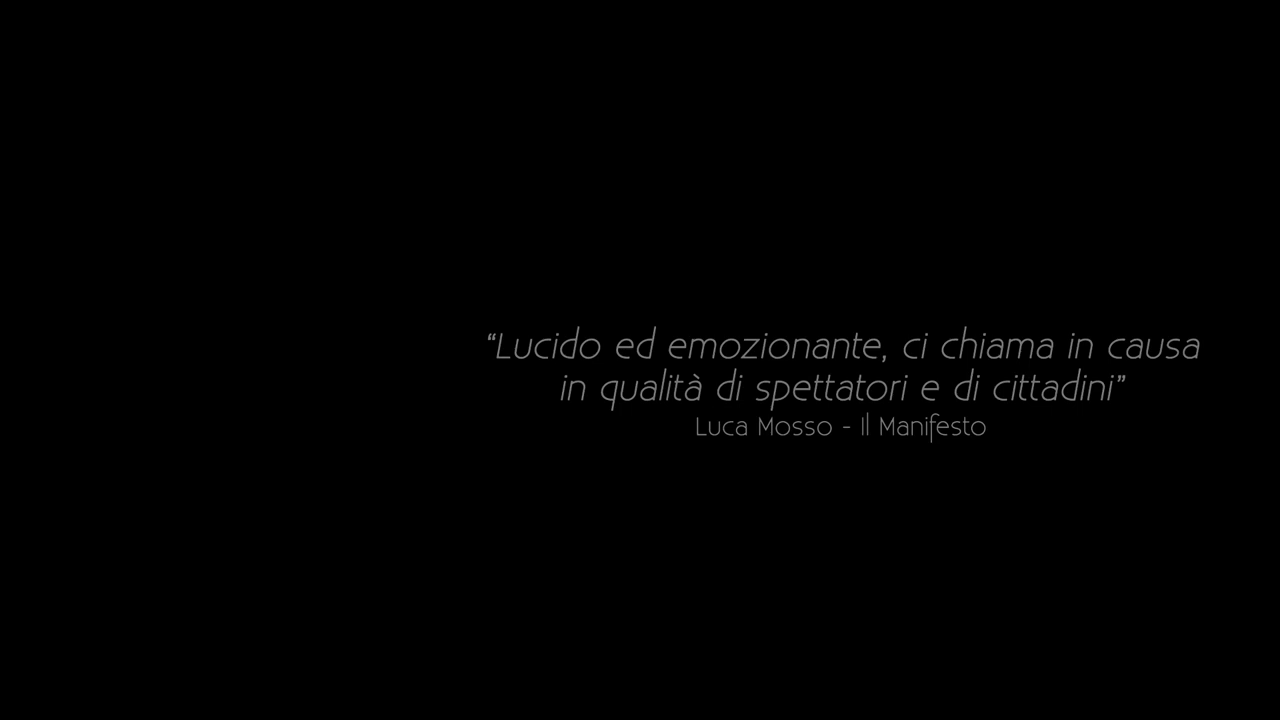 “Lucido ed emozionante, ci chiama in causa
in qualità di spettatori e di cittadini”
Luca Mosso - Il Manifesto